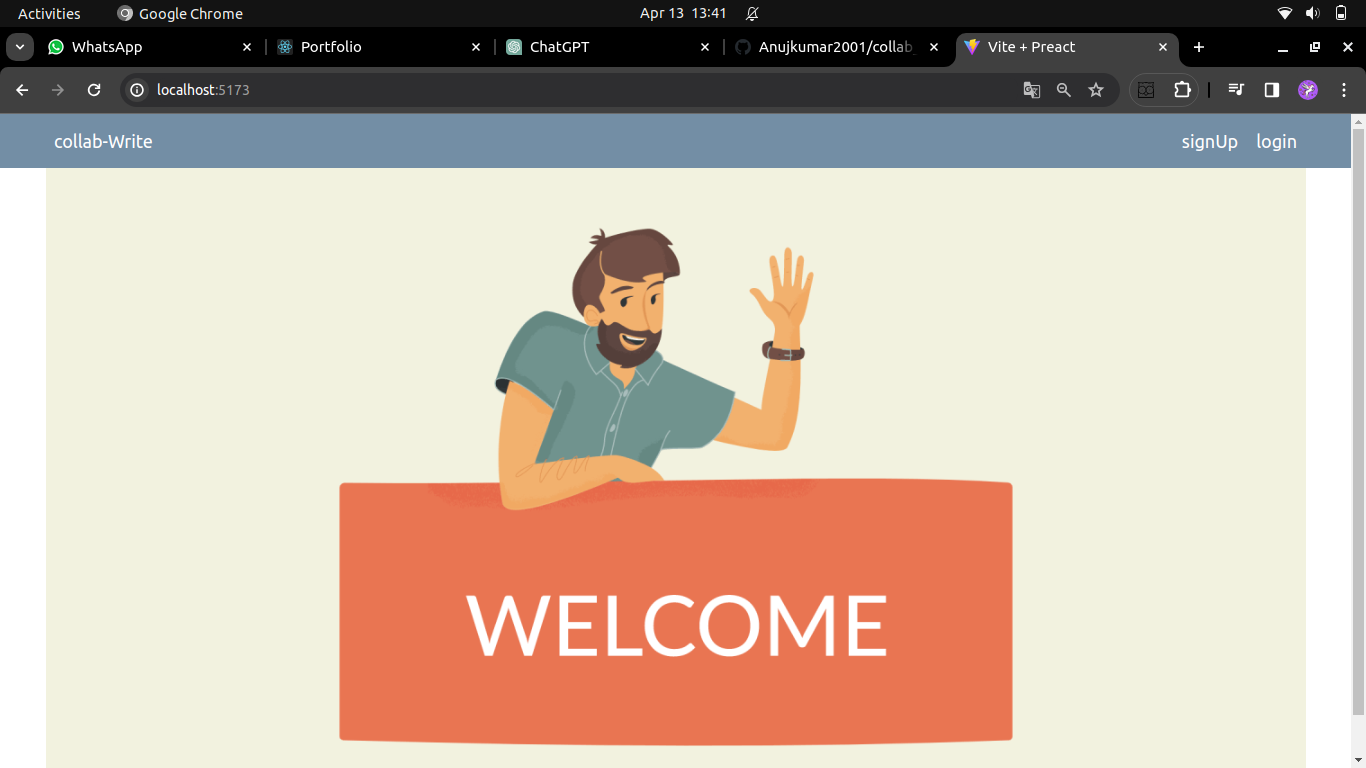 Activities
Google Chrome
Apr 13 13:41
WhatsApp
Portfolio
ChatGPT
Anujkumar2001/collab_
Vite + Preact
localhost:5173
collab-Write
signUp
login
WELCOME